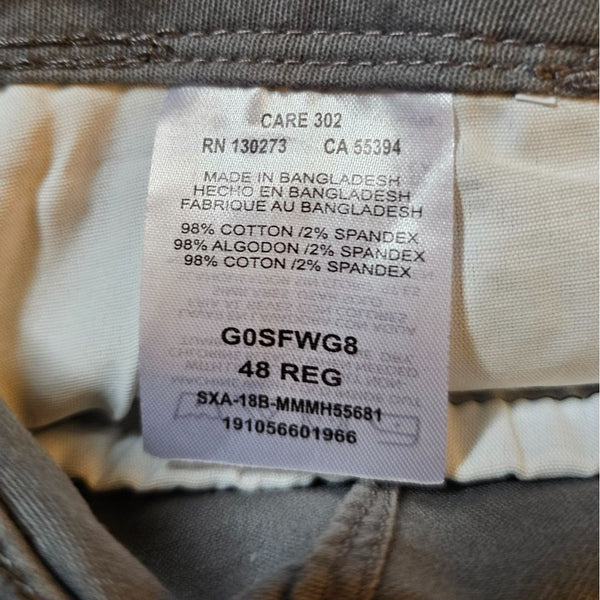 CARE 302
RN 130273 CA 55394
MADE IN BANGLADESH
HECHO EN BANGLADESH
FABRIQUE AU BANGLADESH
98% COTTON /2% SPANDEX
98% ALGODON /2% SPANDEX
98% COTON /2% SPANDEX
G0SFWG8
48 REG
SXA-18B-MMMH55681
191056601966